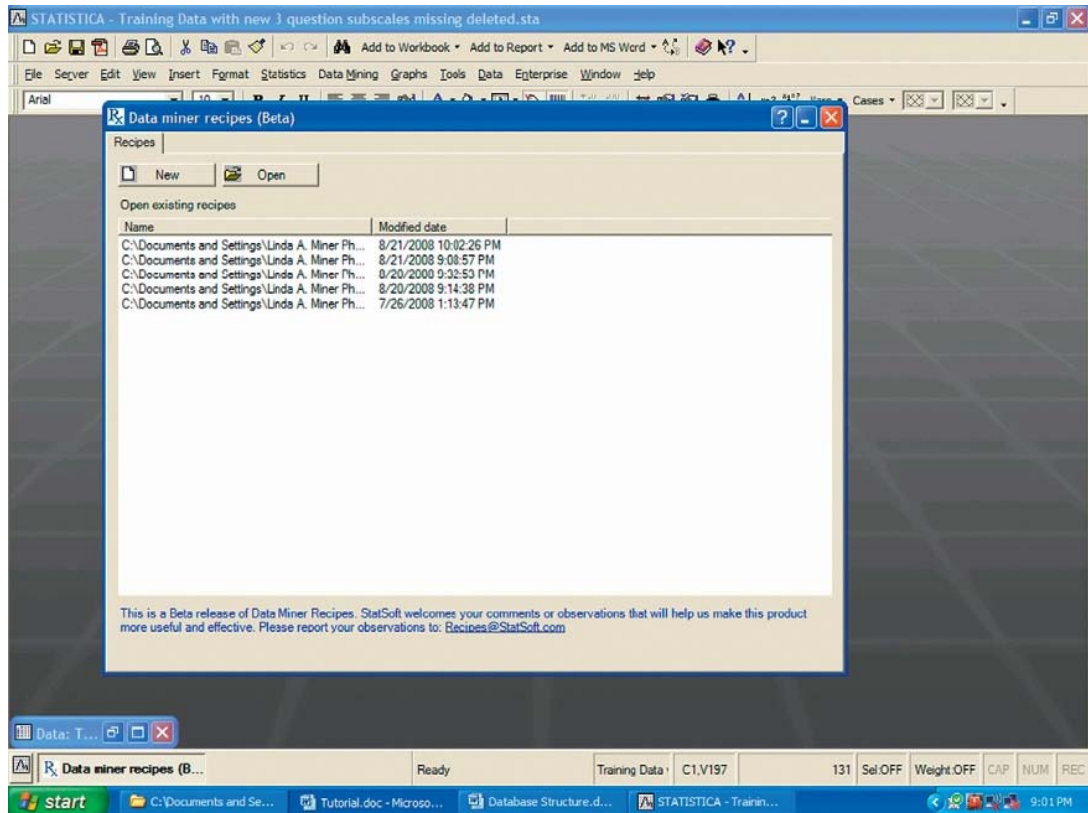 STATISTICA - Training Data with new 3 question subscales missing deleted.sta
Add to Workbook Add to Report Add to MS Word
File Server Edit View Insert Format Statistics Data Mining Graphs Tools Data Enterprise Window Help
Arial 10 B I U Cases
Data miner recipes (Beta)
Recipes
New Open
Open existing recipes
Name Modified date
C:\Documents and Settings\Linda A. Miner Ph... 8/21/2008 10:02:26 PM
C:\Documents and Settings\Linda A. Miner Ph... 8/21/2008 9:08:57 PM
C:\Documents and Settings\Linda A. Miner Ph... 8/20/2008 9:32:53 PM
C:\Documents and Settings\Linda A. Miner Ph... 8/20/2008 9:14:38 PM
C:\Documents and Settings\Linda A. Miner Ph... 7/26/2008 1:13:47 PM
This is a Beta release of Data Miner Recipes. StatSoft welcomes your comments or observations that will help us make this product
more useful and effective. Please report your observations to: Recipes@StatSoft.com
Data: T...
Data miner recipes (B... Ready Training Data C1,V197 131 Sel:OFF Weight:OFF CAP NUM REC
start C:\Documents and Se... Tutorial.doc - Microso... Database Structure.d... STATISTICA - Trainin... 9:01 PM